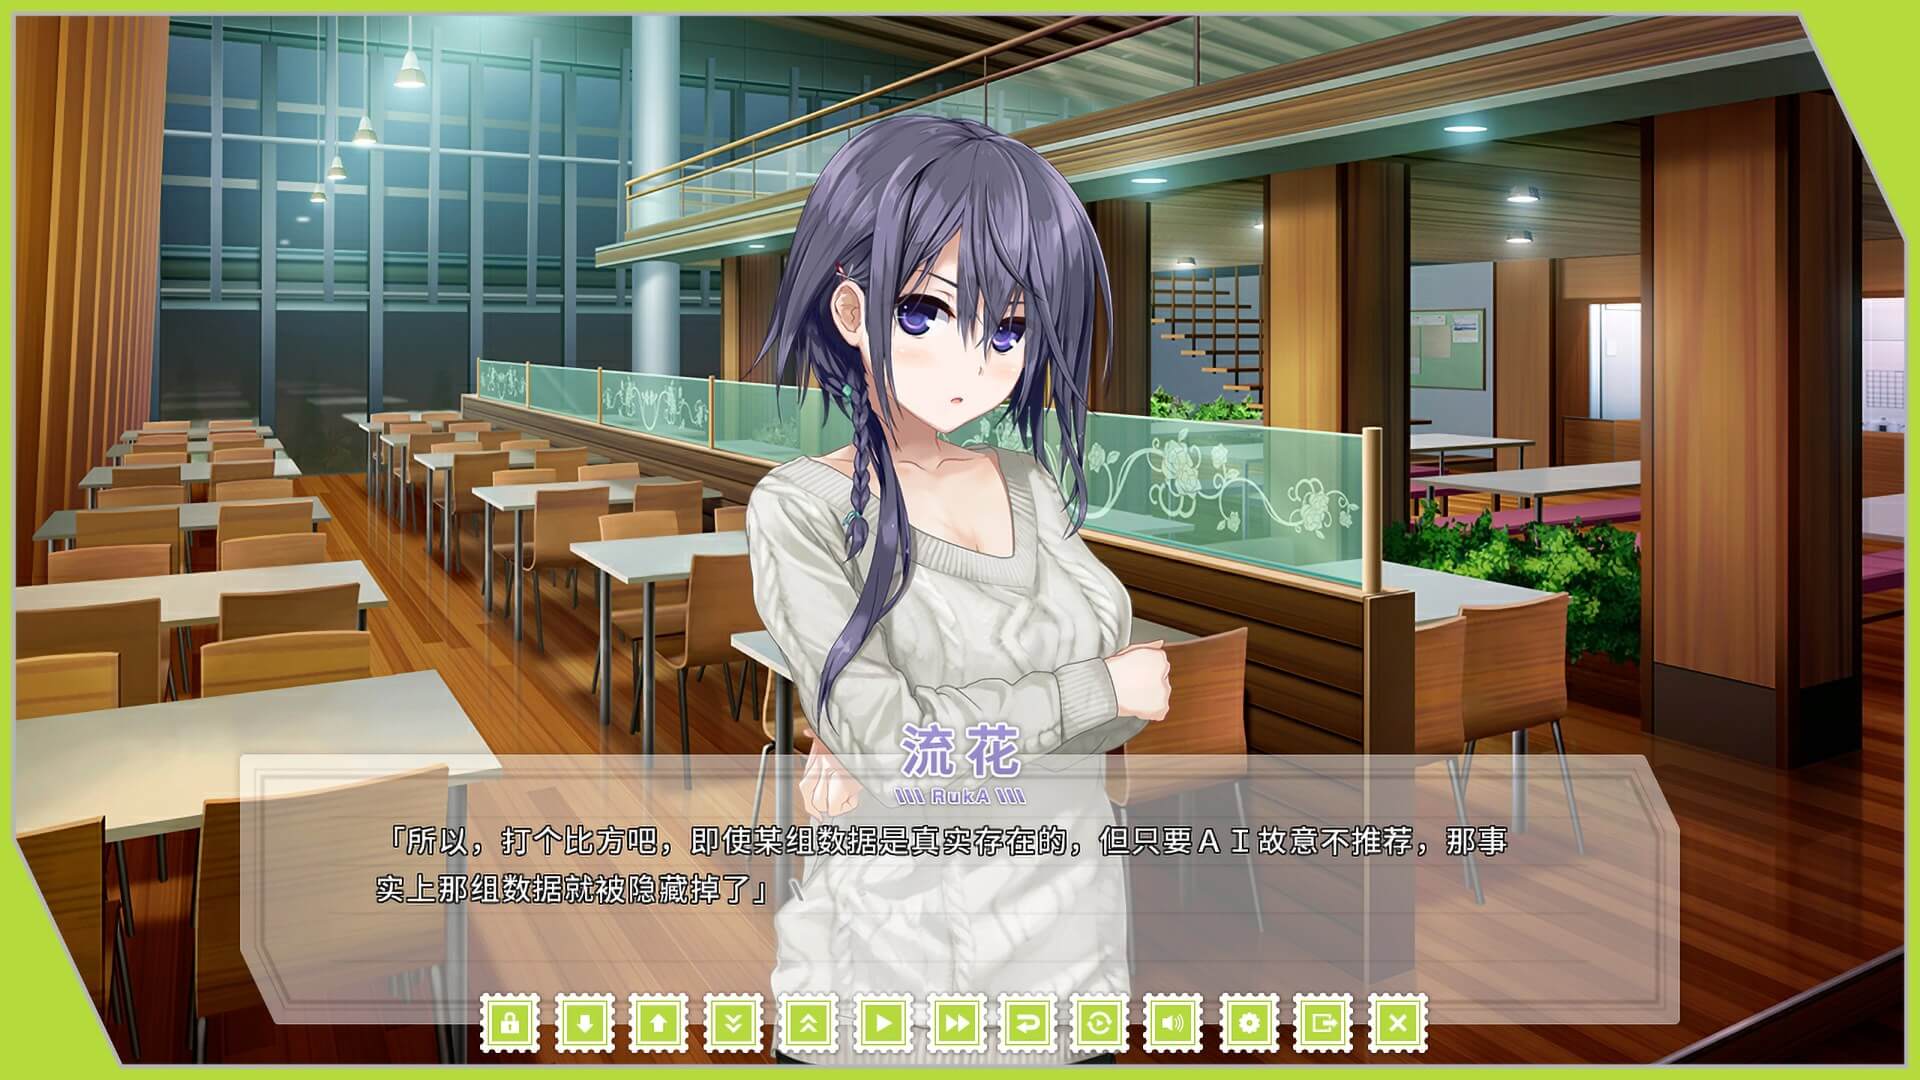 流花
RukA
「所以，打个比方吧，即使某组数据是真实存在的，但只要ＡＩ故意不推荐，那事
实上那组数据就被隐藏掉了」